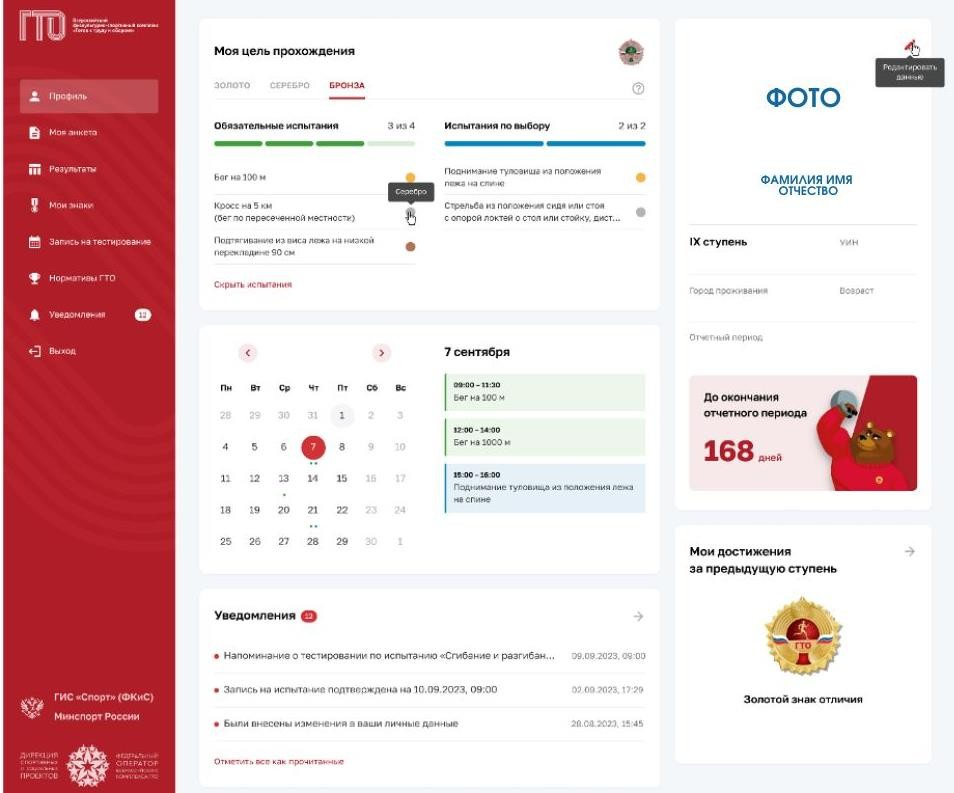 ГТО
Всероссийский
физкультурно-спортивный комплекс
«Готов к труду и обороне»
Профиль
Моя анкета
Результаты
Мои знаки
Запись на тестирование
Нормативы ГТО
Уведомления 12
Выход
ГИС «Спорт» (ФКиС)
Минспорт России
ДИРЕКЦИЯ
СПОРТИВНЫХ
И СОЦИАЛЬНЫХ
ПРОЕКТОВ
ФЕДЕРАЛЬНЫЙ
ОПЕРАТОР
КОМПЛЕКСА ГТО
Моя цель прохождения
ЗОЛОТО СЕРЕБРО БРОНЗА
Обязательные испытания 3 из 4
Бег на 100 м
Серебро
Кросс на 5 км
(бег по пересеченной местности)
Подтягивание из виса лежа на низкой
перекладине 90 см
Скрыть испытания
Испытания по выбору 2 из 2
Поднимание туловища из положения
лежа на спине
Стрельба из положения сидя или стоя
с опорой локтей о стол или стойку, дист...
Пн Вт Ср Чт Пт Сб Вс
28 29 30 31 1 2 3
4 5 6 7 8 9 10
11 12 13 14 15 16 17
18 19 20 21 22 23 24
25 26 27 28 29 30 1
7 сентября
09:00 – 11:30
Бег на 100 м
12:00 – 14:00
Бег на 1000 м
15:00 – 16:00
Поднимание туловища из положения лежа
на спине
Уведомления 12
Напоминание о тестировании по испытанию «Сгибание и разгибан... 09.09.2023, 09:00
Запись на испытание подтверждена на 10.09.2023, 09:00 02.09.2023, 17:29
Были внесены изменения в ваши личные данные 28.08.2023, 15:45
Отметить все как прочитанные
Редактировать
данные
ФОТО
ФАМИЛИЯ ИМЯ
ОТЧЕСТВО
IX ступень УИН
Город проживания Возраст
Отчетный период
До окончания
отчетного периода
168 дней
Мои достижения
за предыдущую ступень
ГТО
Золотой знак отличия